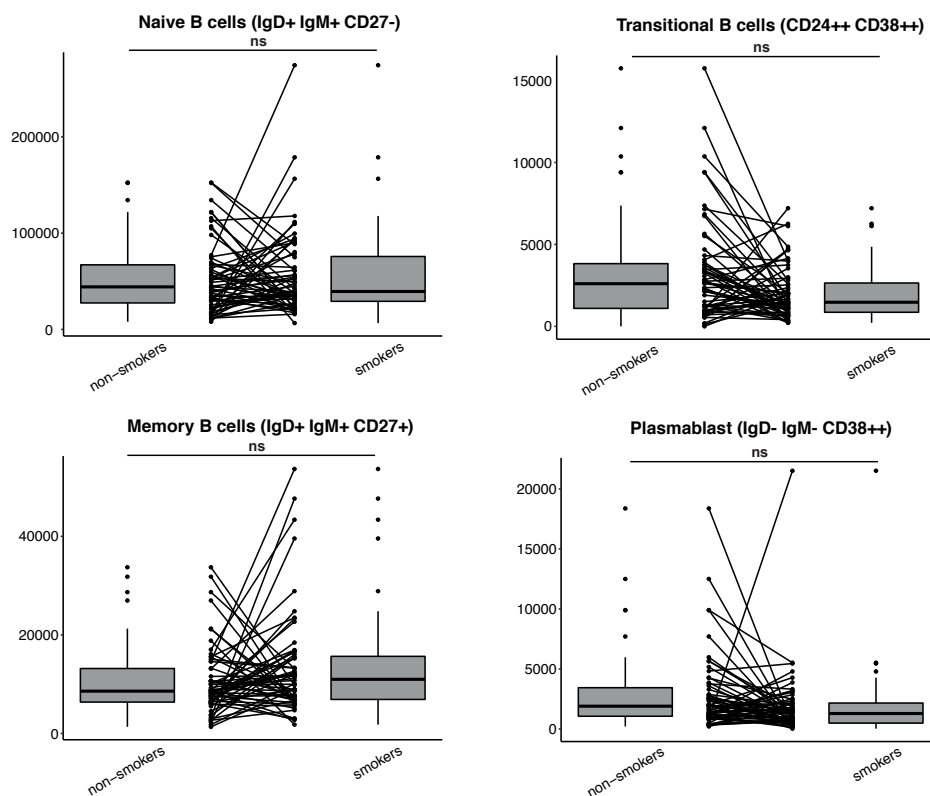 Naive B cells (IgD+ IgM+ CD27-)
ns
200000
100000
0
non−smokers
smokers
Transitional B cells (CD24++ CD38++)
ns
15000
10000
5000
0
non−smokers
smokers
Memory B cells (IgD+ IgM+ CD27+)
ns
40000
20000
0
non−smokers
smokers
Plasmablast (IgD- IgM- CD38++)
ns
20000
15000
10000
5000
0
non−smokers
smokers